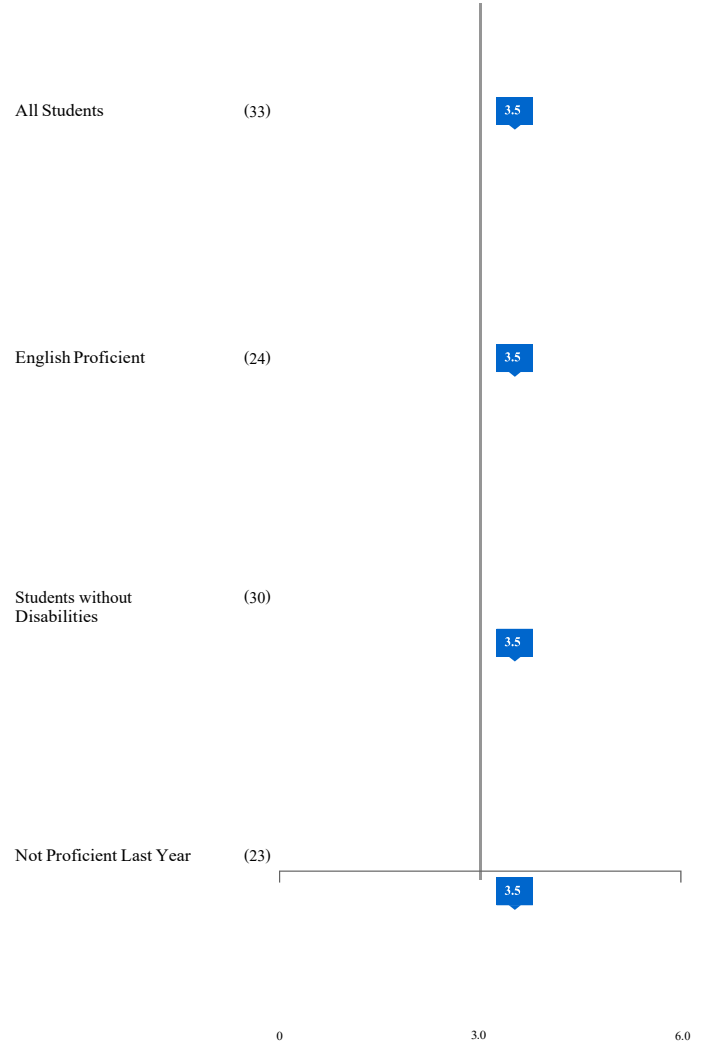 All Students (33) 3.5
English Proficient (24) 3.5
Students without (30)
Disabilities
3.5
Not Proficient Last Year (23)
3.5
0 3.0 6.0